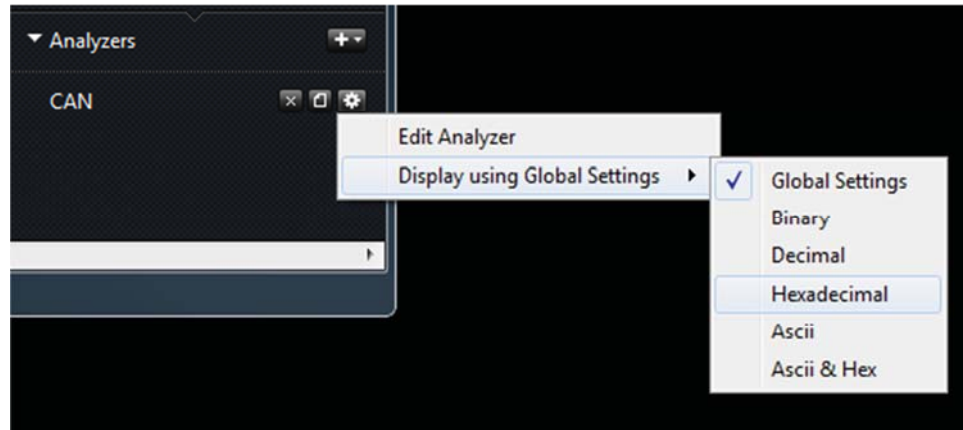 Analyzers
CAN
Edit Analyzer
Display using Global Settings
Global Settings
Binary
Decimal
Hexadecimal
Ascii
Ascii & Hex